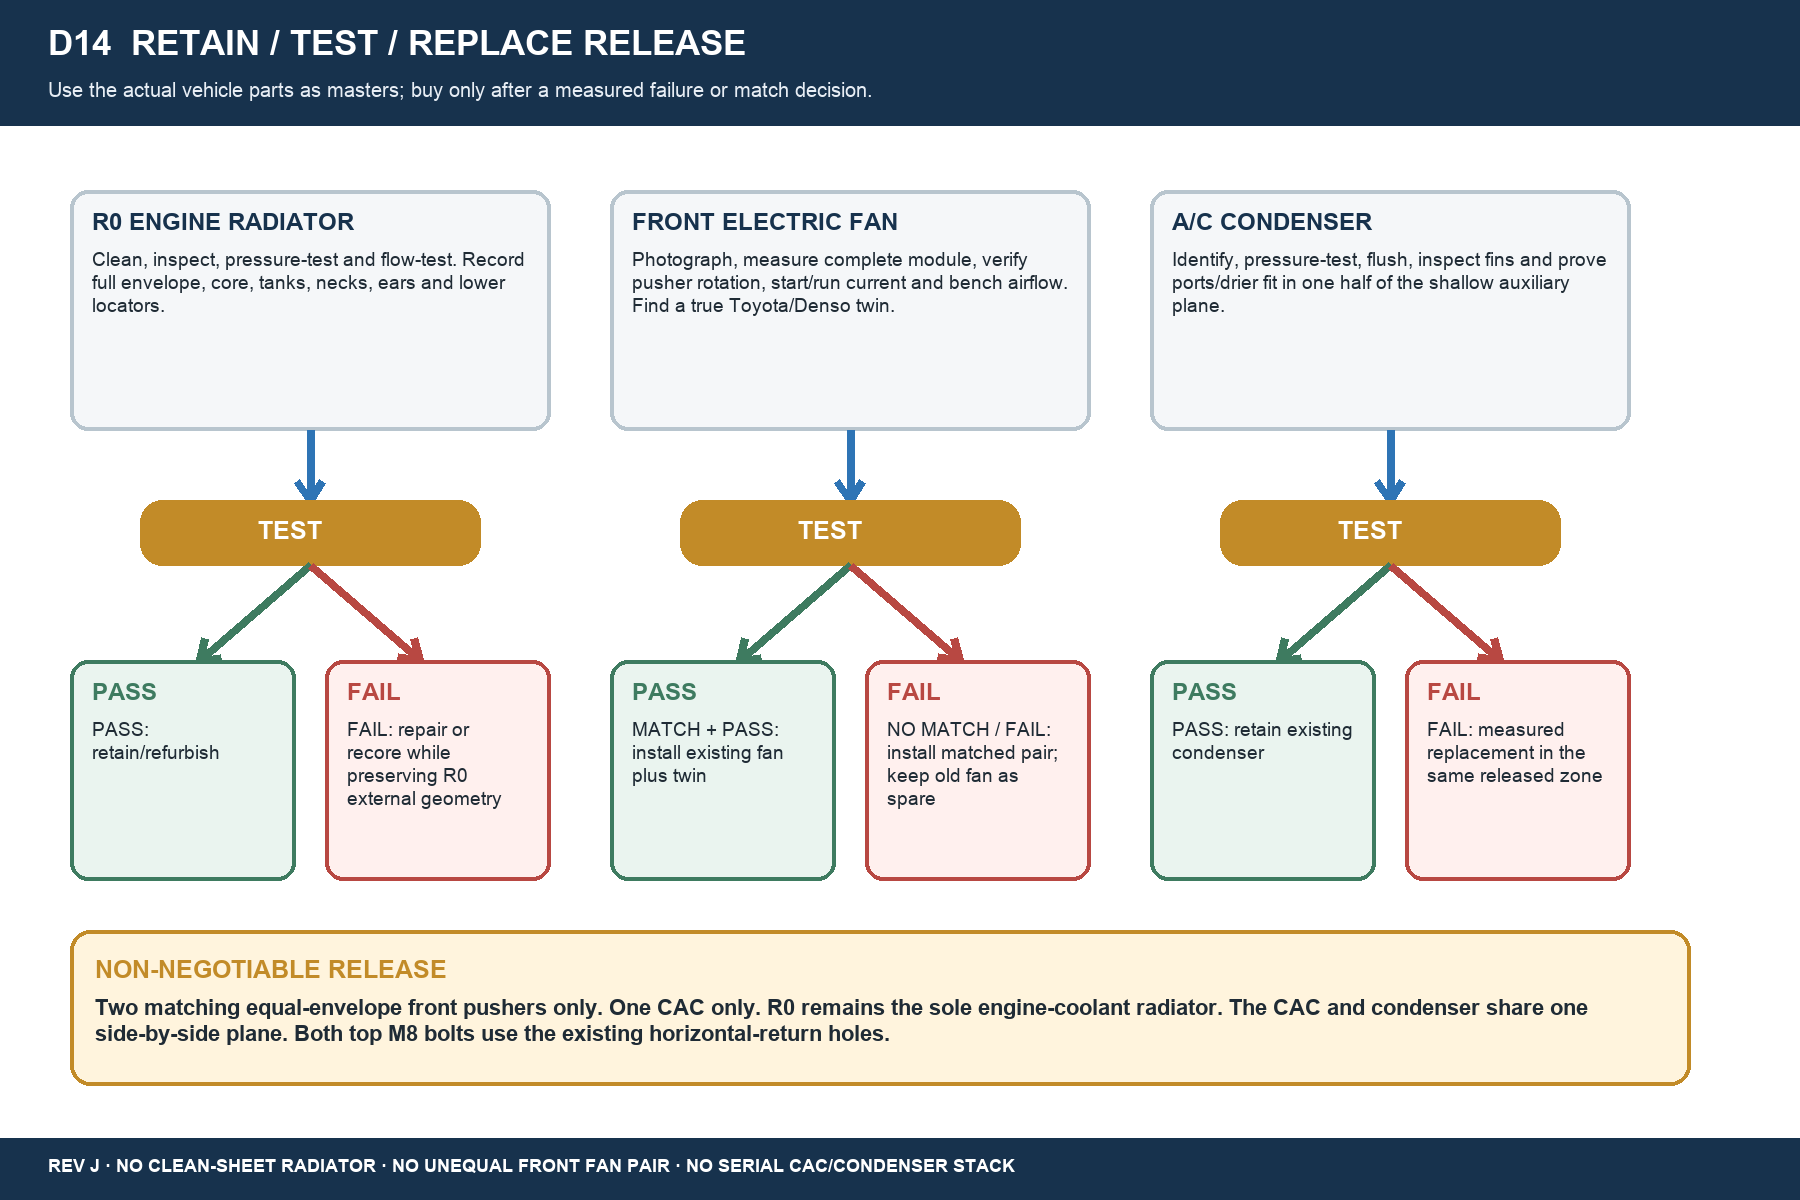 D14 RETAIN / TEST / REPLACE RELEASE
Use the actual vehicle parts as masters; buy only after a measured failure or match decision.
R0 ENGINE RADIATOR
Clean, inspect, pressure-test and flow-test. Record
full envelope, core, tanks, necks, ears and lower
locators.
FRONT ELECTRIC FAN
Photograph, measure complete module, verify
pusher rotation, start/run current and bench airflow.
Find a true Toyota/Denso twin.
A/C CONDENSER
Identify, pressure-test, flush, inspect fins and prove
ports/drier fit in one half of the shallow auxiliary
plane.
TEST
TEST
TEST
PASS
PASS:
retain/refurbish
FAIL
FAIL: repair or
recore while
preserving R0
external geometry
PASS
MATCH + PASS:
install existing fan
plus twin
FAIL
NO MATCH / FAIL:
install matched pair;
keep old fan as
spare
PASS
PASS: retain existing
condenser
FAIL
FAIL: measured
replacement in the
same released zone
NON-NEGOTIABLE RELEASE
Two matching equal-envelope front pushers only. One CAC only. R0 remains the sole engine-coolant radiator. The CAC and condenser share one
side-by-side plane. Both top M8 bolts use the existing horizontal-return holes.
REV J · NO CLEAN-SHEET RADIATOR · NO UNEQUAL FRONT FAN PAIR · NO SERIAL CAC/CONDENSER STACK